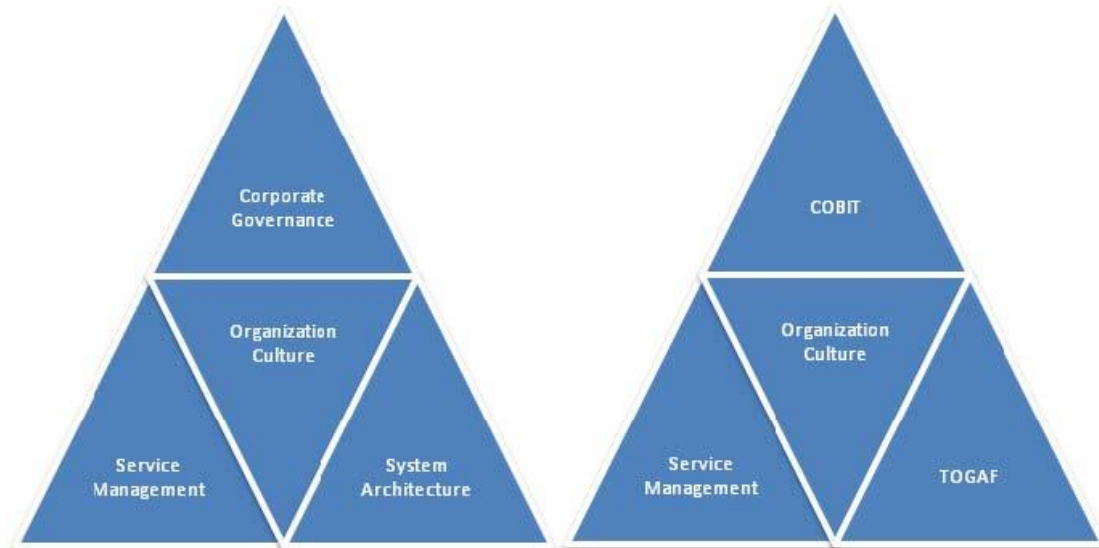 Corporate
Governance
Organization
Culture
Service
Management
System
Architecture
COBIT
Organization
Culture
Service
Management
TOGAF